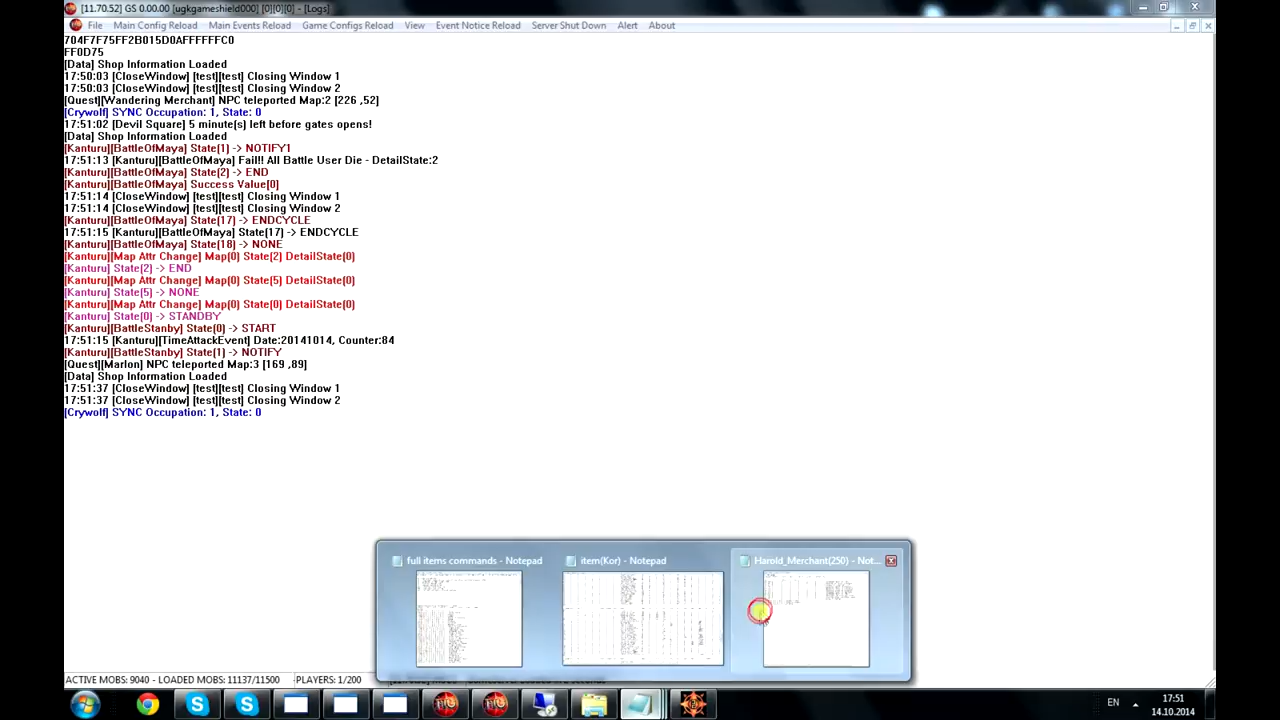 [11.70.52] GS 0.00.00 [ugkgameshield000] [0][0][0] - [Logs]
File Main Config Reload Main Events Reload Game Configs Reload View Event Notice Reload Server Shut Down Alert About
704F7F75FF2B015D0AFFFFFFC0
FF0D75
[Data] Shop Information Loaded
17:50:03 [CloseWindow] [test][test] Closing Window 1
17:50:03 [CloseWindow] [test][test] Closing Window 2
[Quest][Wandering Merchant] NPC teleported Map:2 [226 ,52]
[Crywolf] SYNC Occupation: 1, State: 0
17:51:02 [Devil Square] 5 minute(s) left before gates opens!
[Data] Shop Information Loaded
[Kanturu][BattleOfMaya] State(1) -> NOTIFY1
17:51:13 [Kanturu][BattleOfMaya] Fail!! All Battle User Die - DetailState:2
[Kanturu][BattleOfMaya] State(2) -> END
[Kanturu][BattleOfMaya] Success Value[0]
17:51:14 [CloseWindow] [test][test] Closing Window 1
17:51:14 [CloseWindow] [test][test] Closing Window 2
[Kanturu][BattleOfMaya] State(17) -> ENDCYCLE
17:51:15 [Kanturu][BattleOfMaya] State(17) -> ENDCYCLE
[Kanturu][BattleOfMaya] State(18) -> NONE
[Kanturu][Map Attr Change] Map(0) State(2) DetailState(0)
[Kanturu] State(2) -> END
[Kanturu][Map Attr Change] Map(0) State(5) DetailState(0)
[Kanturu] State(5) -> NONE
[Kanturu][Map Attr Change] Map(0) State(0) DetailState(0)
[Kanturu] State(0) -> STANDBY
[Kanturu][BattleStanby] State(0) -> START
17:51:15 [Kanturu][TimeAttackEvent] Date:20141014, Counter:84
[Kanturu][BattleStanby] State(1) -> NOTIFY
[Quest][Marlon] NPC teleported Map:3 [169 ,89]
[Data] Shop Information Loaded
17:51:37 [CloseWindow] [test][test] Closing Window 1
17:51:37 [CloseWindow] [test][test] Closing Window 2
[Crywolf] SYNC Occupation: 1, State: 0
full items commands - Notepad item(Kor) - Notepad Harold_Merchant(250) - Not...
ACTIVE MOBS: 9040 - LOADED MOBS: 11137/11500 PLAYERS: 1/200
EN 17:51
14.10.2014